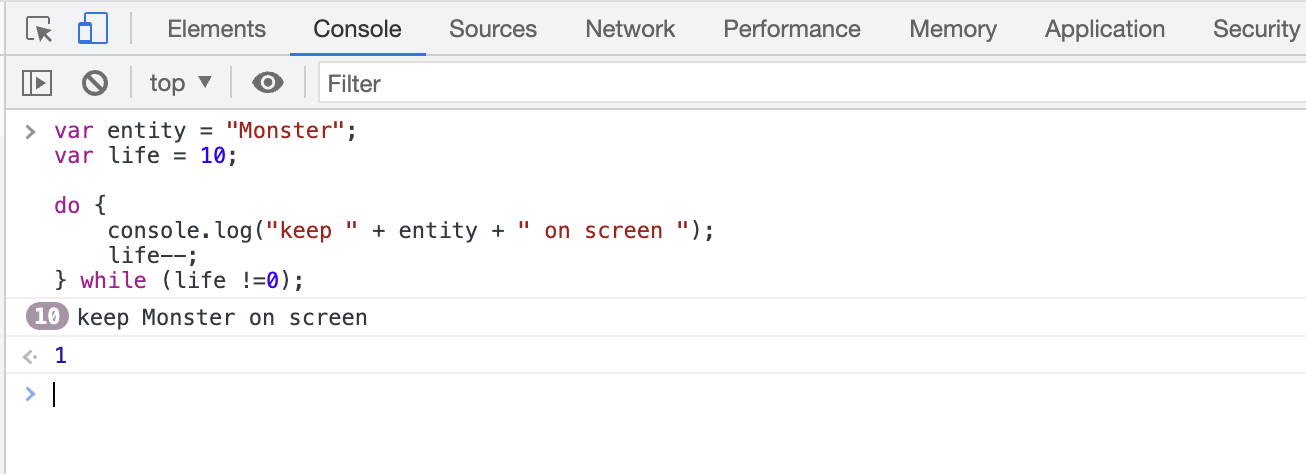 Elements Console Sources Network Performance Memory Application Security
top ▼ Filter
> var entity = "Monster";
var life = 10;
do {
    console.log("keep " + entity + " on screen ");
    life--;
} while (life !=0);
10 keep Monster on screen
<· 1
>